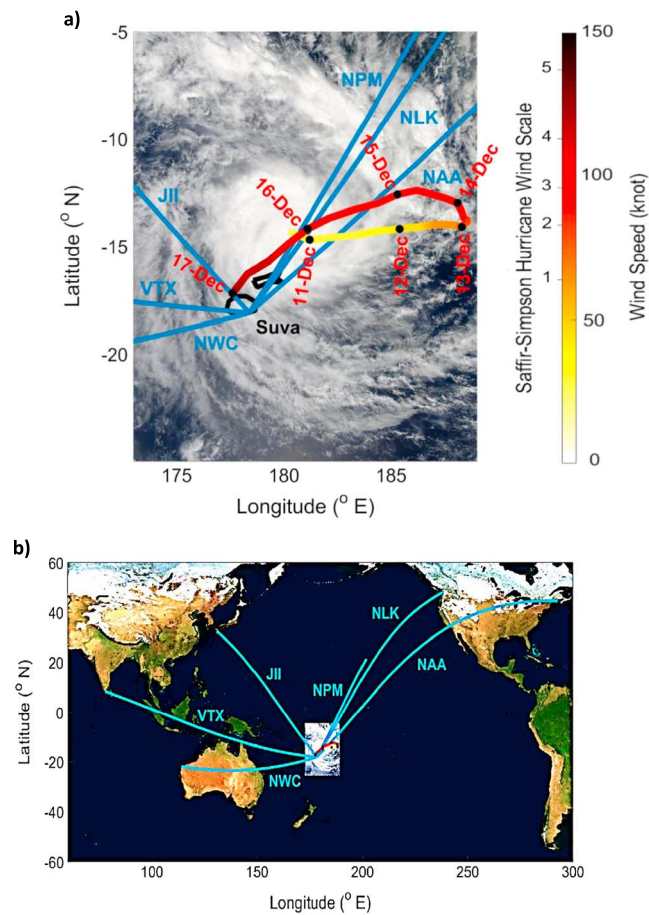 a)
-5
-10
-15
-20
Latitude (° N)
175
180
185
Longitude (° E)
NPM
NLK
NAA
JJI
VTX
NWC
Suva
11-Dec
12-Dec
13-Dec
14-Dec
15-Dec
16-Dec
17-Dec
Saffir-Simpson Hurricane Wind Scale
5
4
3
2
1
150
100
50
0
Wind Speed (knot)
b)
60
40
20
0
-20
-40
-60
Latitude (° N)
100
150
200
250
300
Longitude (° E)
NLK
NAA
NPM
JJI
VTX
NWC